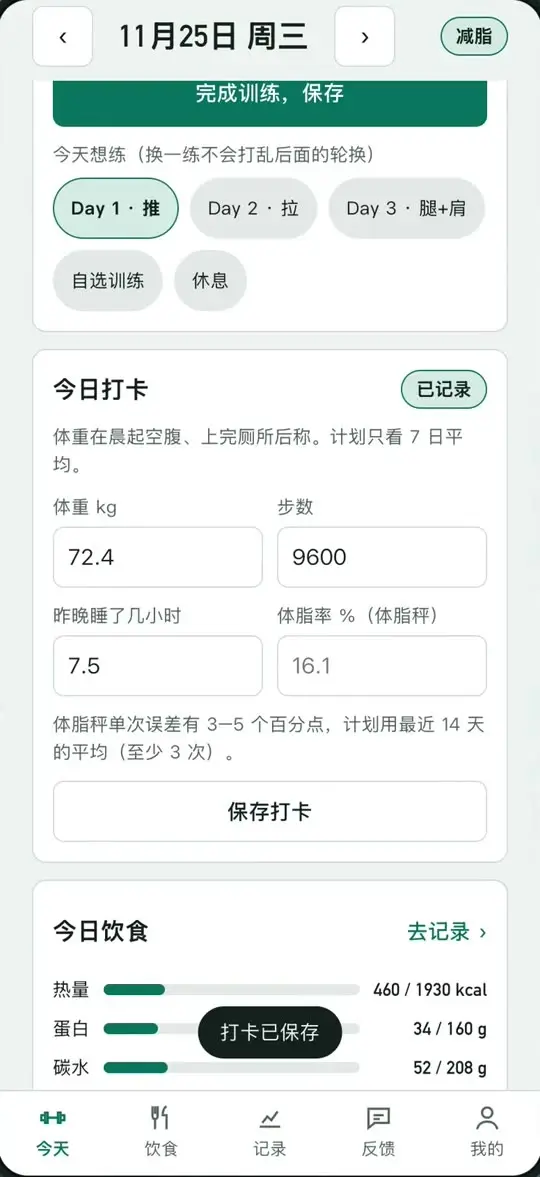 ‹ 11月25日 周三 › 减脂
完成训练，保存
今天想练（换一练不会打乱后面的轮换）
Day 1 · 推 Day 2 · 拉 Day 3 · 腿+肩
自选训练 休息
今日打卡 已记录
体重在晨起空腹、上完厕所后称。计划只看 7 日平
均。
体重 kg 步数
72.4 9600
昨晚睡了几小时 体脂率 %（体脂秤）
7.5 16.1
体脂秤单次误差有 3–5 个百分点，计划用最近 14 天
的平均（至少 3 次）。
保存打卡
今日饮食 去记录 ›
热量 460 / 1930 kcal
蛋白 34 / 160 g
打卡已保存
碳水 52 / 208 g
今天 饮食 记录 反馈 我的